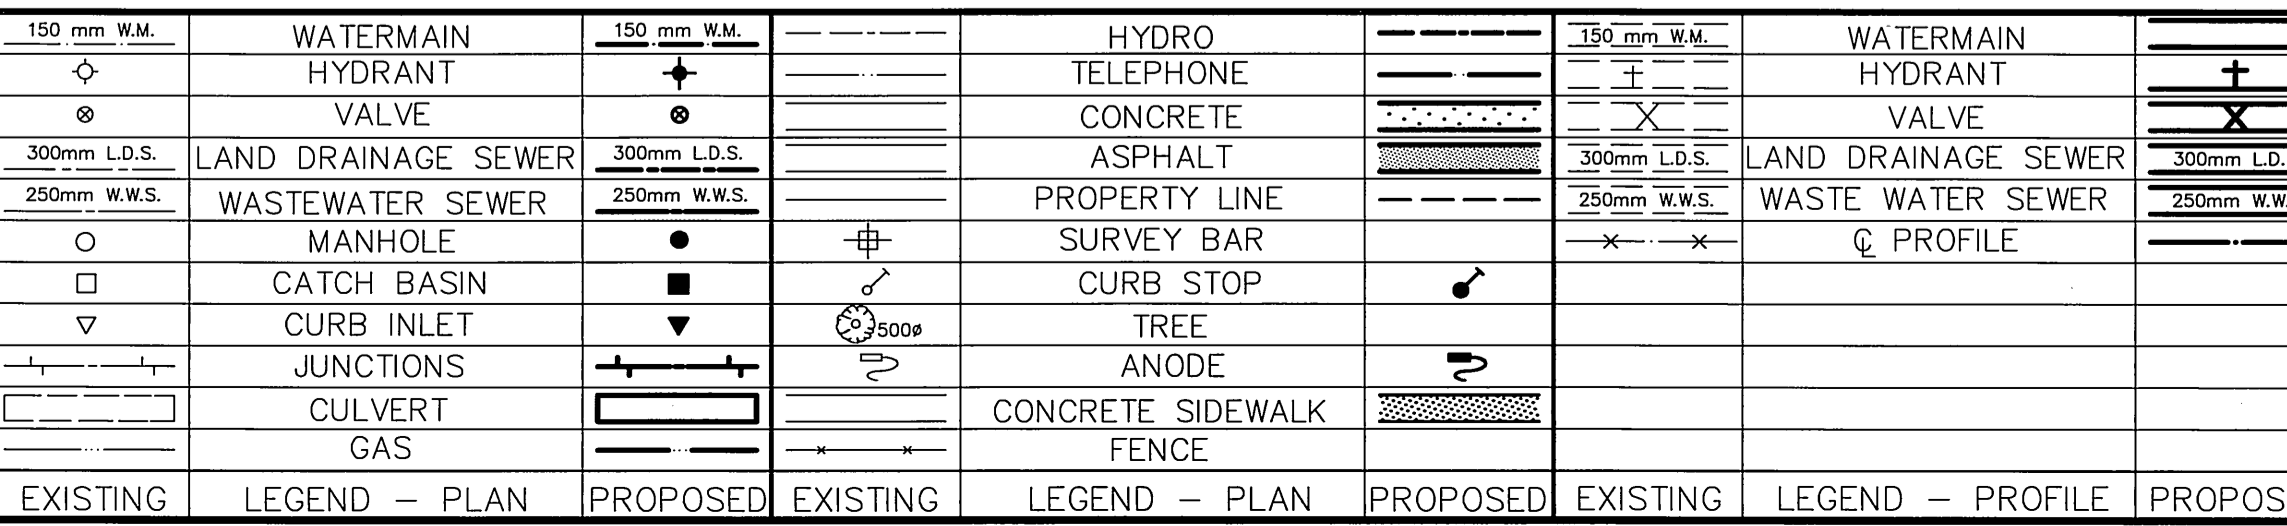 150 mm W.M. WATERMAIN 150 mm W.M. HYDRO 150 mm W.M. WATERMAIN
HYDRANT TELEPHONE HYDRANT
VALVE CONCRETE VALVE
300mm L.D.S. LAND DRAINAGE SEWER 300mm L.D.S. ASPHALT 300mm L.D.S. LAND DRAINAGE SEWER 300mm L.D.
250mm W.W.S. WASTEWATER SEWER 250mm W.W.S. PROPERTY LINE 250mm W.W.S. WASTE WATER SEWER 250mm W.W.
MANHOLE SURVEY BAR ℄ PROFILE
CATCH BASIN CURB STOP
CURB INLET 500ø TREE
JUNCTIONS ANODE
CULVERT CONCRETE SIDEWALK
GAS FENCE
EXISTING LEGEND – PLAN PROPOSED EXISTING LEGEND – PLAN PROPOSED EXISTING LEGEND – PROFILE PROPOS